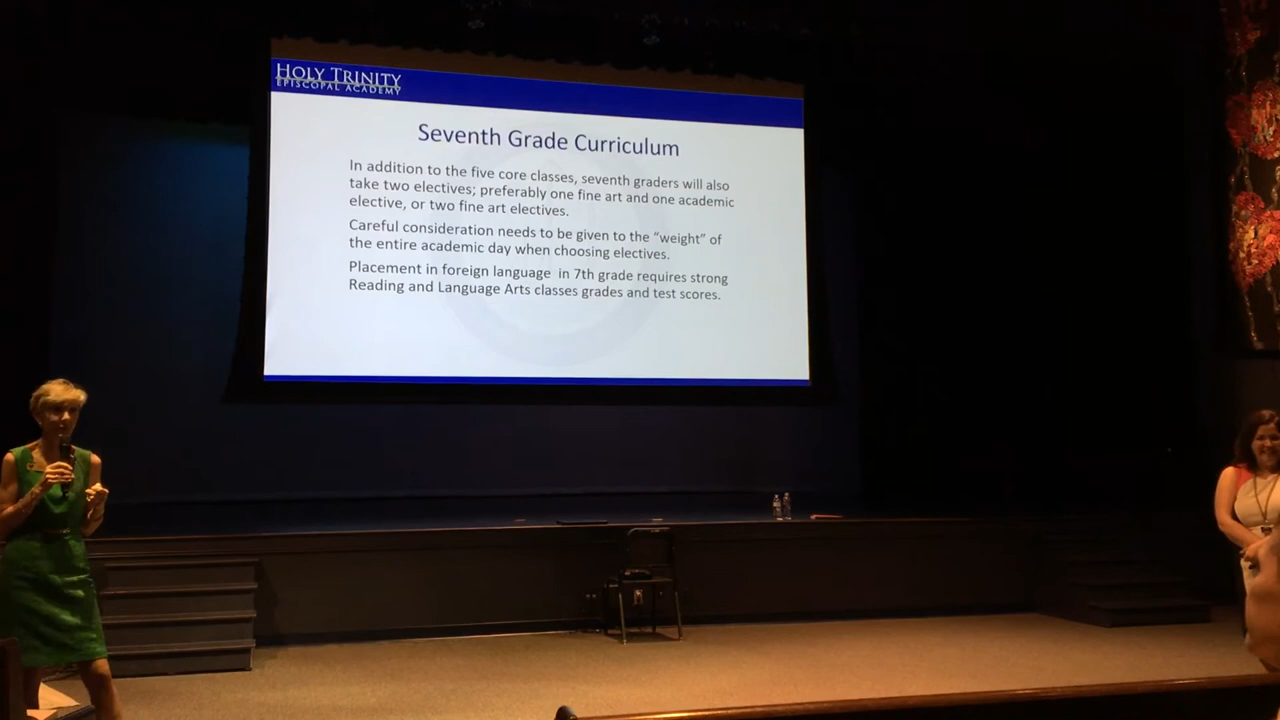 HOLY TRINITY
EPISCOPAL ACADEMY
Seventh Grade Curriculum
In addition to the five core classes, seventh graders will also
take two electives; preferably one fine art and one academic
elective, or two fine art electives.
Careful consideration needs to be given to the “weight” of
the entire academic day when choosing electives.
Placement in foreign language  in 7th grade requires strong
Reading and Language Arts classes grades and test scores.